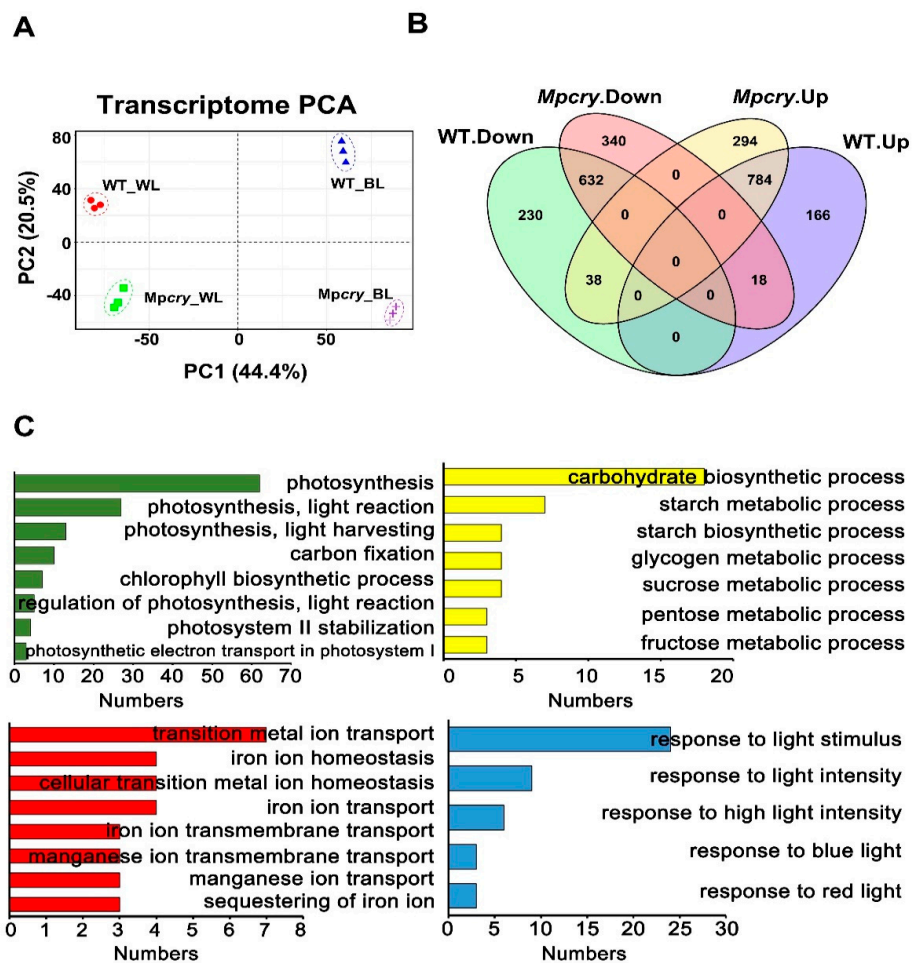 A
B
Transcriptome PCA
80
40
0
-40
-50
0
50
PC2 (20.5%)
PC1 (44.4%)
WT_WL
WT_BL
Mpcry_WL
Mpcry_BL
Mpcry.Down
Mpcry.Up
WT.Down
WT.Up
340
294
632
0
784
230
0
0
166
38
0
18
0
0
0
C
photosynthesis
photosynthesis, light reaction
photosynthesis, light harvesting
carbon fixation
chlorophyll biosynthetic process
regulation of photosynthesis, light reaction
photosystem II stabilization
photosynthetic electron transport in photosystem I
0 10 20 30 40 50 60 70
Numbers
carbohydrate biosynthetic process
starch metabolic process
starch biosynthetic process
glycogen metabolic process
sucrose metabolic process
pentose metabolic process
fructose metabolic process
0 5 10 15 20
Numbers
transition metal ion transport
iron ion homeostasis
cellular transition metal ion homeostasis
iron ion transport
iron ion transmembrane transport
manganese ion transmembrane transport
manganese ion transport
sequestering of iron ion
0 1 2 3 4 5 6 7 8
Numbers
response to light stimulus
response to light intensity
response to high light intensity
response to blue light
response to red light
0 5 10 15 20 25 30
Numbers